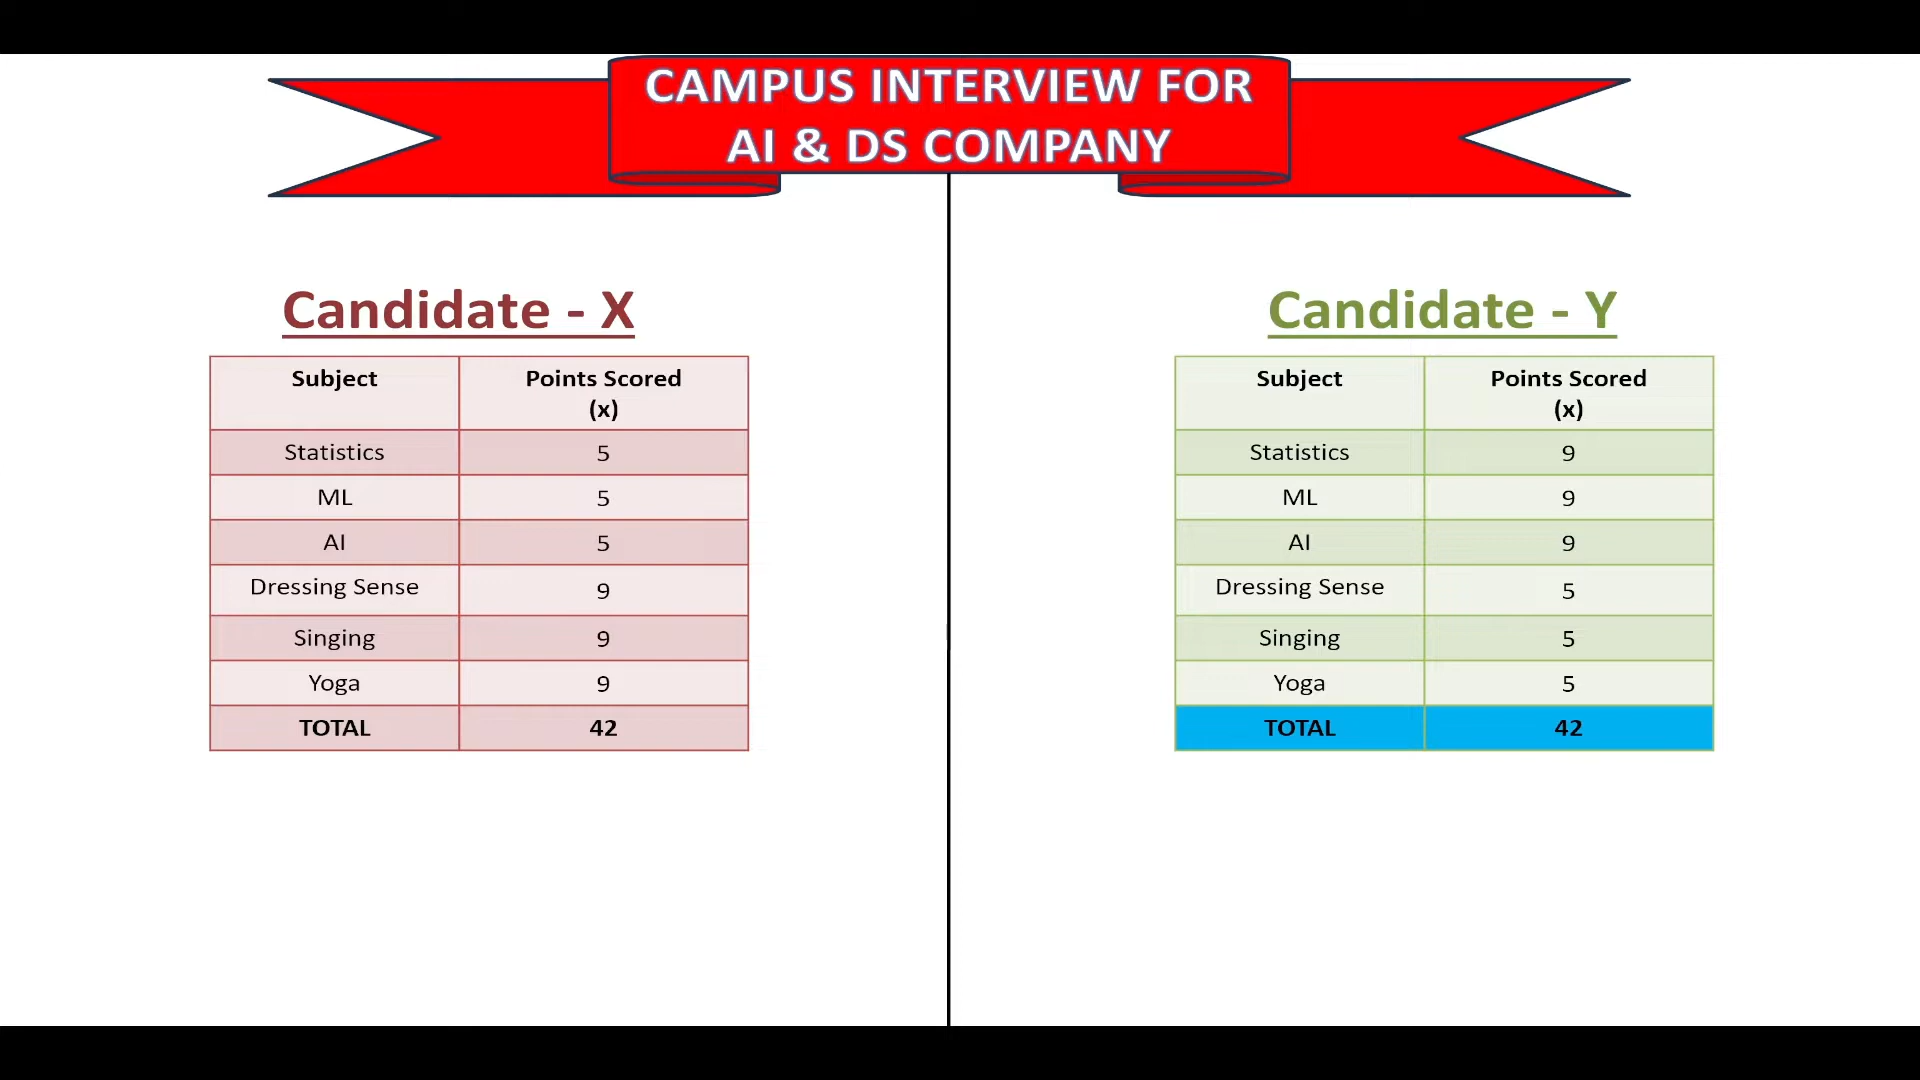 CAMPUS INTERVIEW FOR
AI & DS COMPANY
Candidate - X
Subject Points Scored
(x)
Statistics 5
ML 5
AI 5
Dressing Sense 9
Singing 9
Yoga 9
TOTAL 42
Candidate - Y
Subject Points Scored
(x)
Statistics 9
ML 9
AI 9
Dressing Sense 5
Singing 5
Yoga 5
TOTAL 42